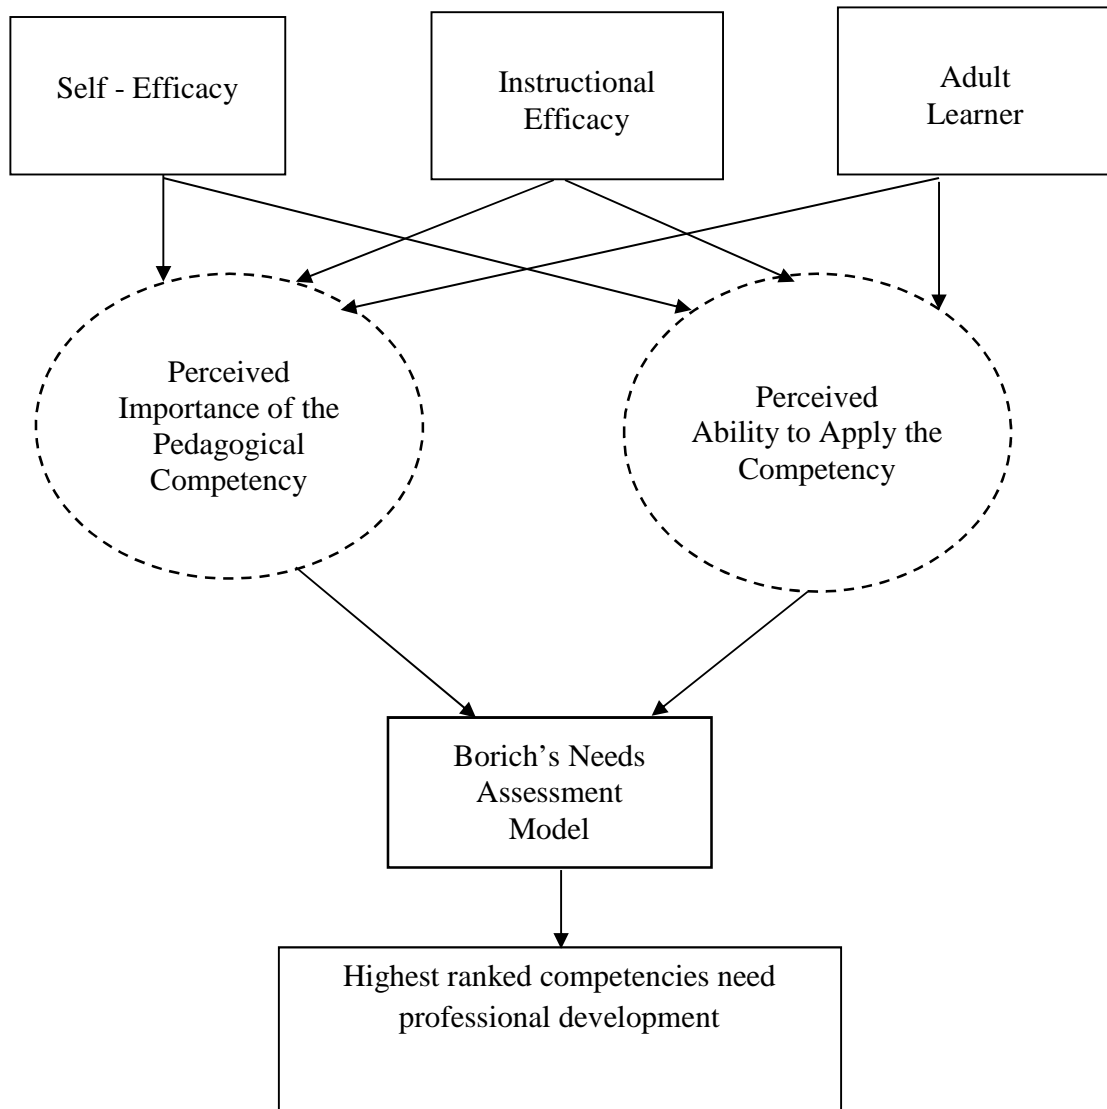 Self - Efficacy
Instructional
Efficacy
Adult
Learner
Perceived
Importance of the
Pedagogical
Competency
Perceived
Ability to Apply the
Competency
Borich’s Needs
Assessment
Model
Highest ranked competencies need
professional development